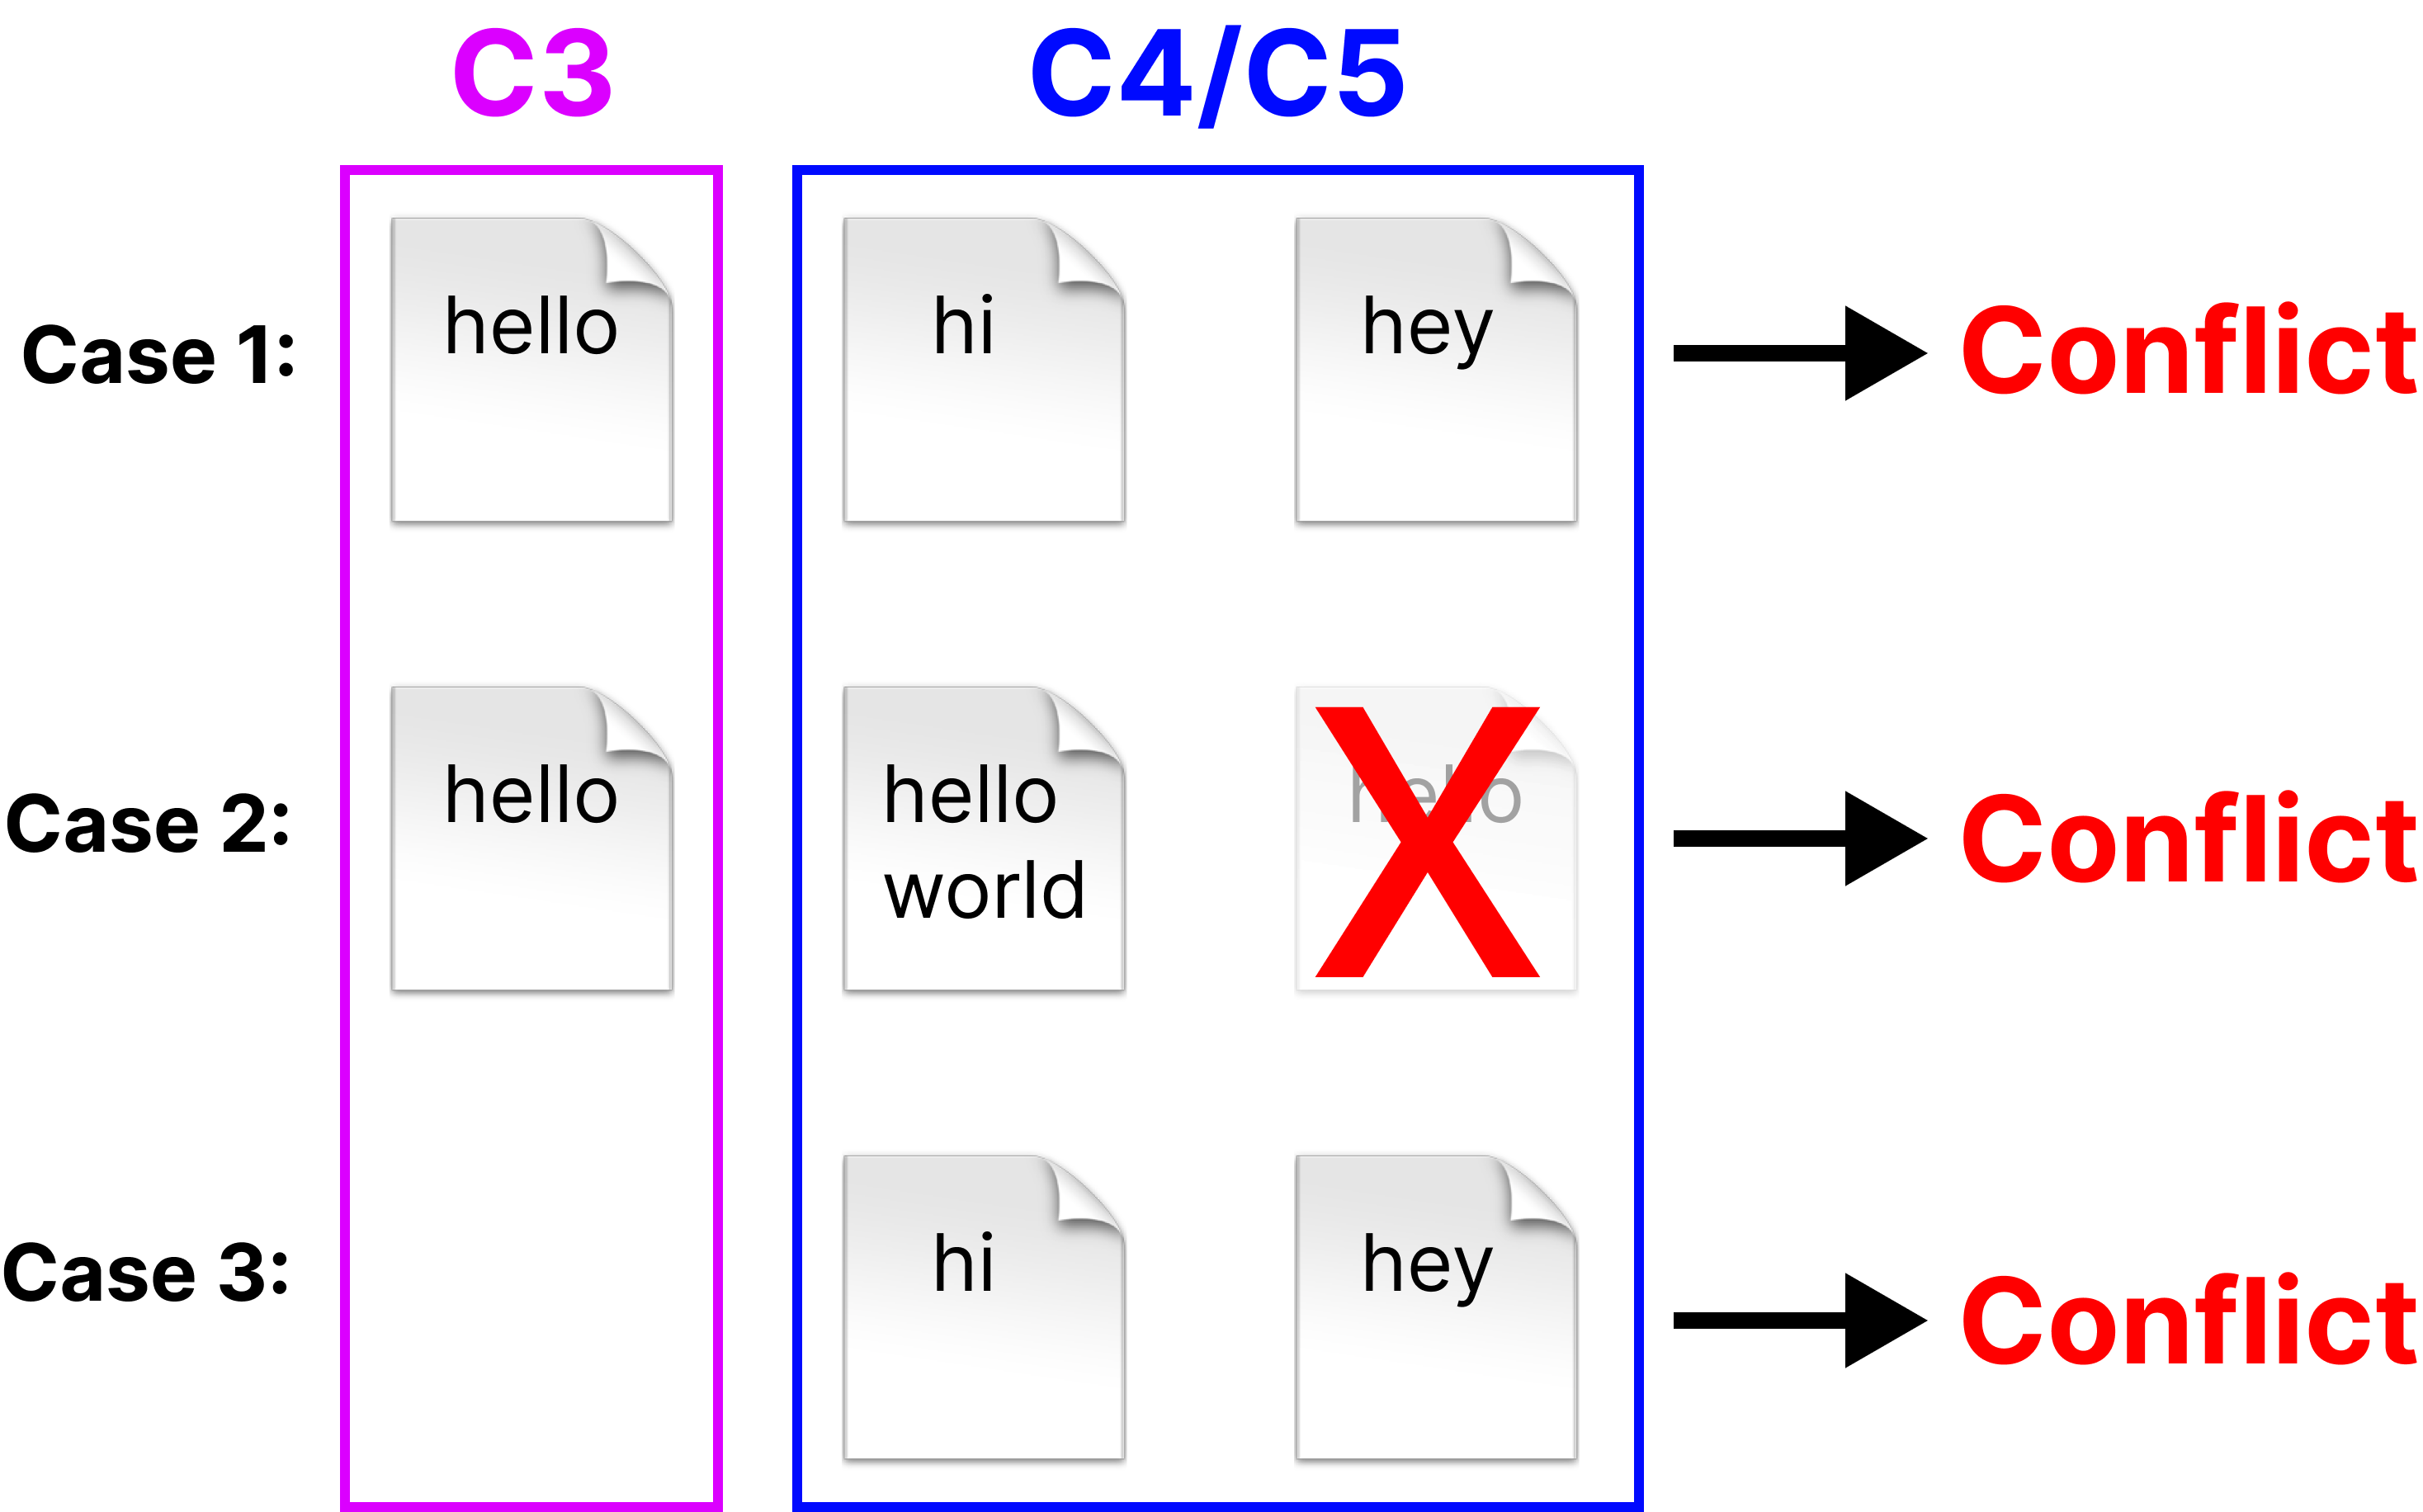 C3
C4/C5
Case 1:
hello
hi
hey
Conflict
Case 2:
hello
hello
world
hello
X
Conflict
Case 3:
hi
hey
Conflict